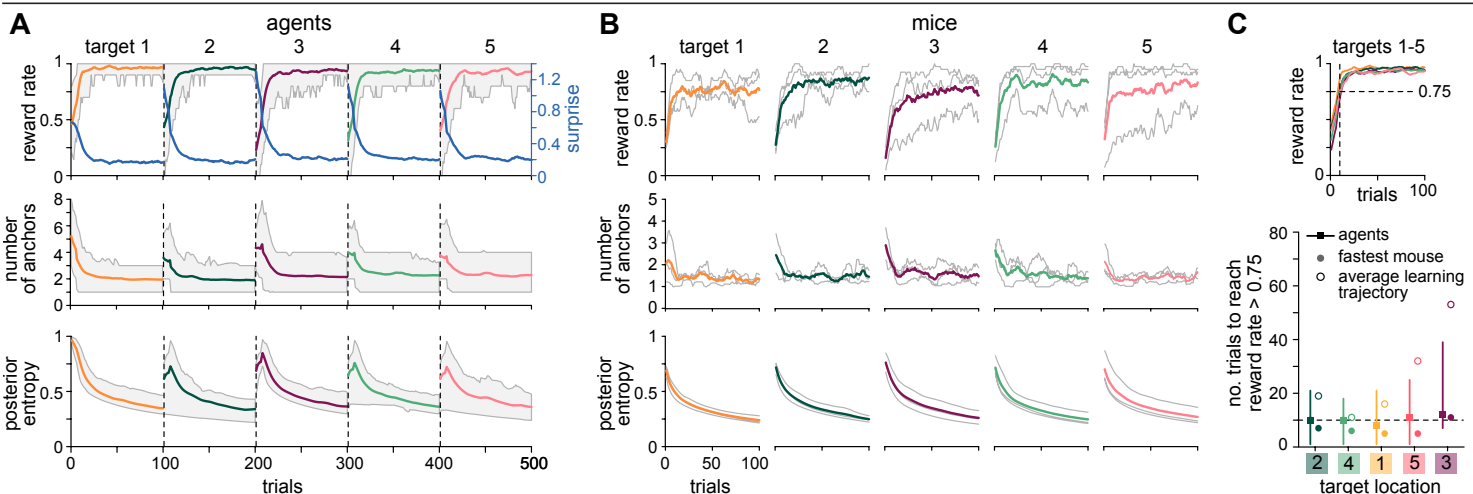 A
agents
target 1 2 3 4 5
1
0.5
0
reward rate
1.2
0.8
0.4
0
surprise
8
6
4
2
0
number
of anchors
1
0.5
0
posterior
entropy
0 100 200 300 400 500
trials
B
mice
target 1 2 3 4 5
1
0.5
0
reward rate
5
4
3
2
1
0
number
of anchors
1
0.5
0
posterior
entropy
0 50 100
trials
C
targets 1-5
1
0
reward rate
0.75
0 100
trials
80
60
40
20
0
no. trials to reach
reward rate > 0.75
agents
fastest mouse
average learning
trajectory
2 4 1 5 3
target location